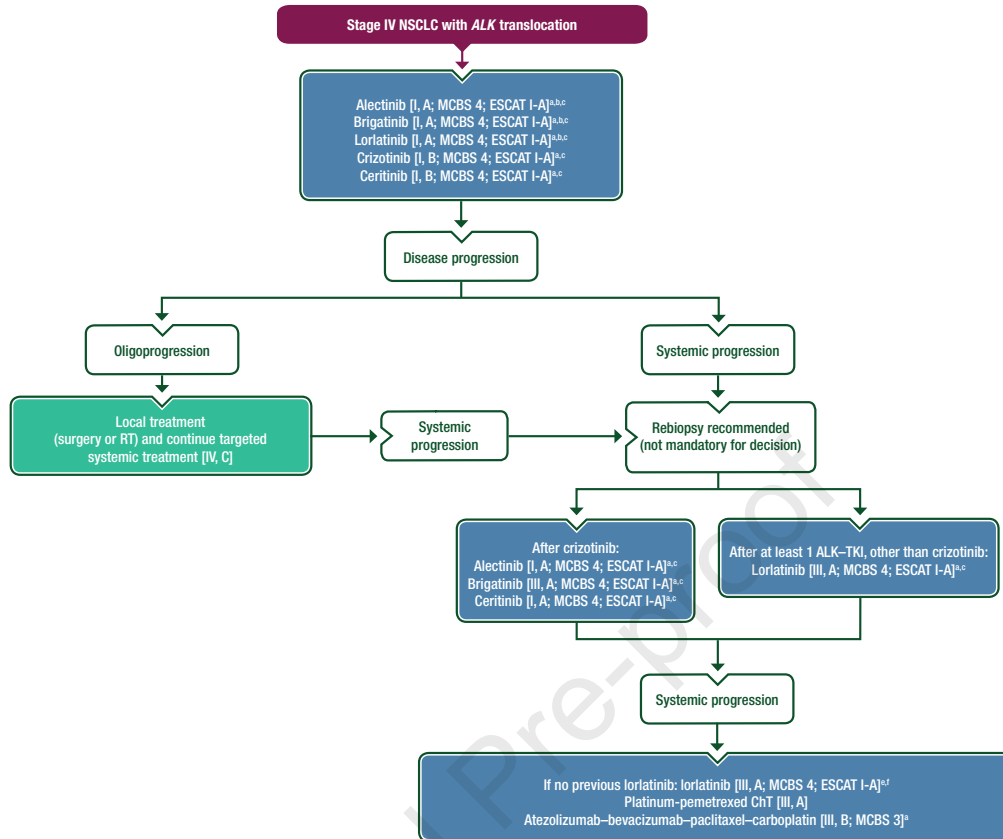 Stage IV NSCLC with ALK translocation
Alectinib [I, A; MCBS 4; ESCAT I-A]a,b,c
Brigatinib [I, A; MCBS 4; ESCAT I-A]a,b,c
Lorlatinib [I, A; MCBS 4; ESCAT I-A]a,b,c
Crizotinib [I, B; MCBS 4; ESCAT I-A]a,c
Ceritinib [I, B; MCBS 4; ESCAT I-A]a,c
Disease progression
Oligoprogression
Systemic progression
Local treatment
(surgery or RT) and continue targeted
systemic treatment [IV, C]
Systemic
progression
Rebiopsy recommended
(not mandatory for decision)
After crizotinib:
Alectinib [I, A; MCBS 4; ESCAT I-A]a,c
Brigatinib [III, A; MCBS 4; ESCAT I-A]a,c
Ceritinib [I, A; MCBS 4; ESCAT I-A]a,c
After at least 1 ALK–TKI, other than crizotinib:
Lorlatinib [III, A; MCBS 4; ESCAT I-A]a,c
Systemic progression
If no previous lorlatinib: lorlatinib [III, A; MCBS 4; ESCAT I-A]e,f
Platinum-pemetrexed ChT [III, A]
Atezolizumab–bevacizumab–paclitaxel–carboplatin [III, B; MCBS 3]a
Pre-proof